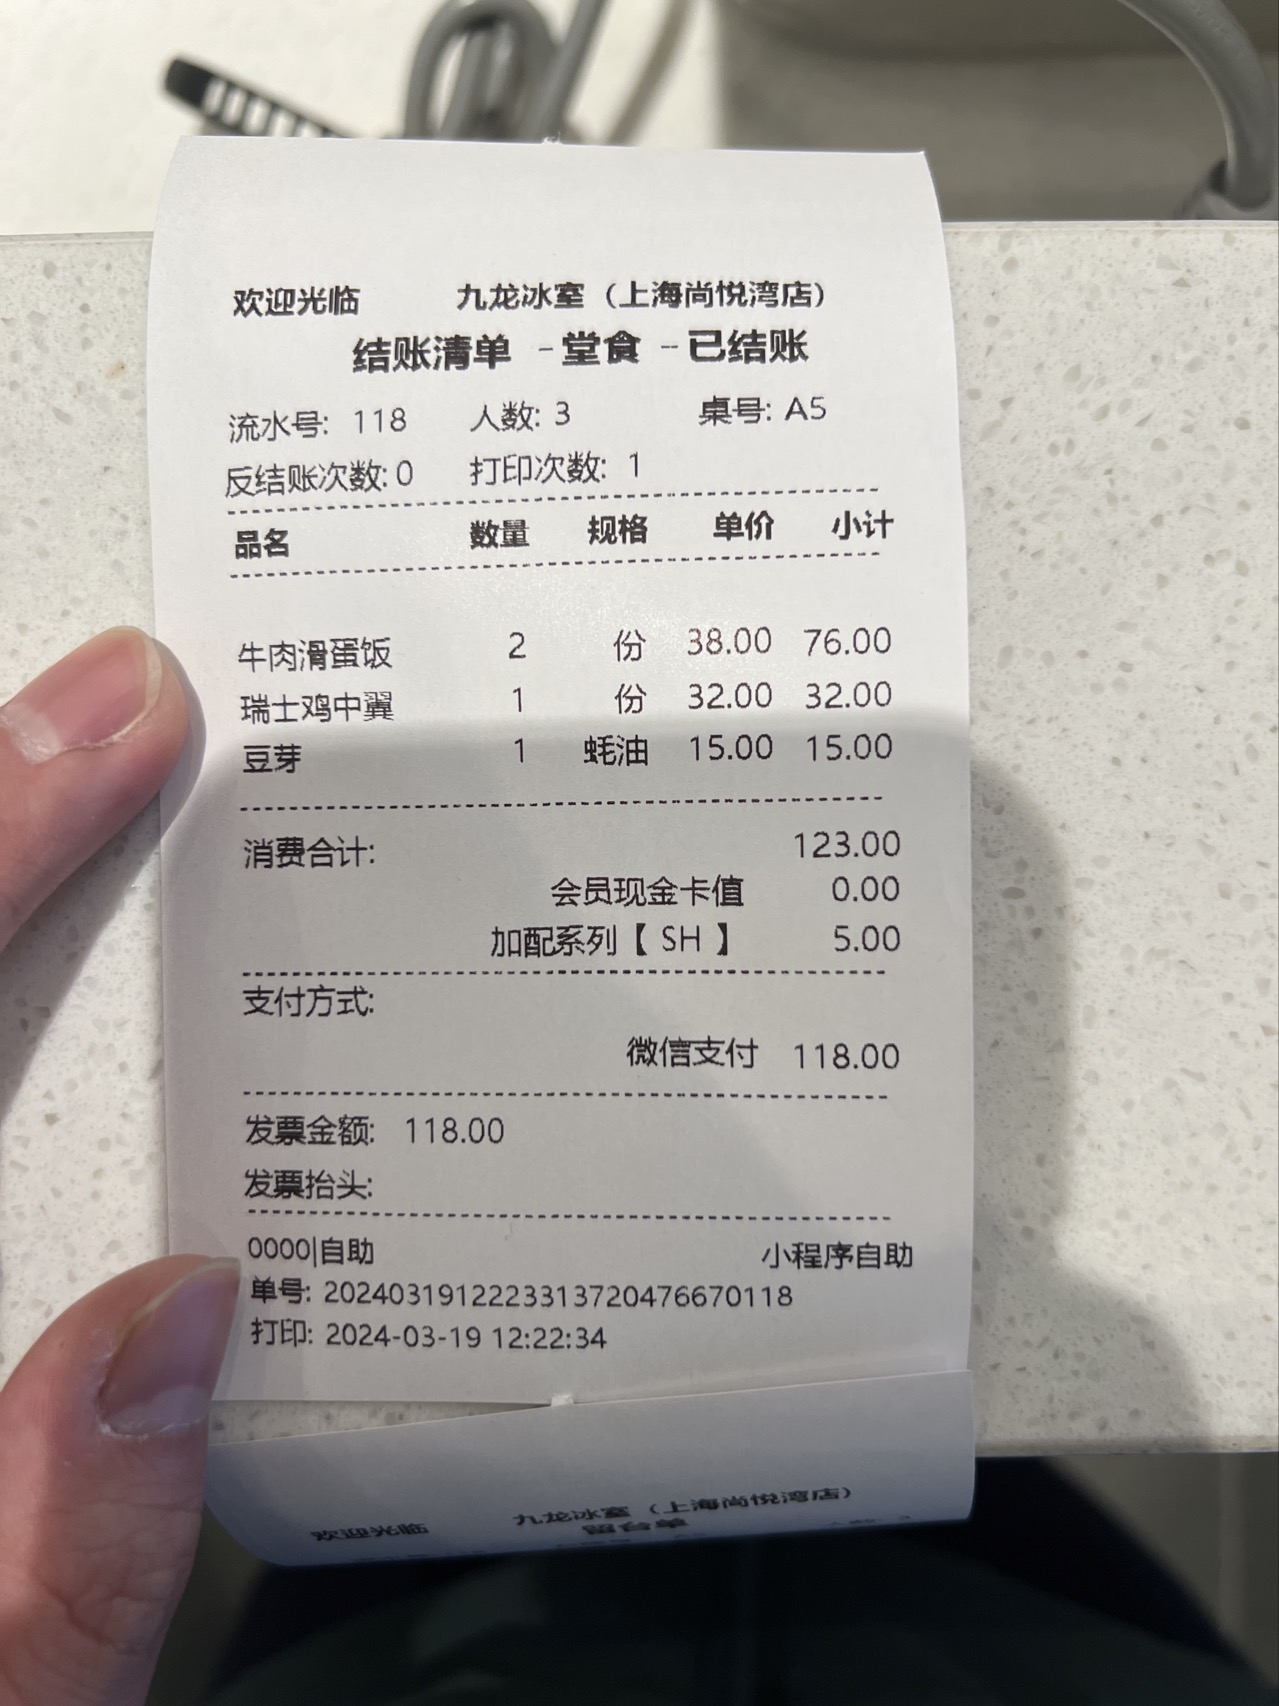 欢迎光临 九龙冰室（上海尚悦湾店）
结账清单 - 堂食 - 已结账
流水号: 118 人数: 3 桌号: A5
反结账次数: 0 打印次数: 1
品名 数量 规格 单价 小计
牛肉滑蛋饭 2 份 38.00 76.00
瑞士鸡中翼 1 份 32.00 32.00
豆芽 1 蚝油 15.00 15.00
消费合计: 123.00
会员现金卡值 0.00
加配系列【 SH 】 5.00
支付方式:
微信支付 118.00
发票金额: 118.00
发票抬头:
0000|自助 小程序自助
单号: 2024031912223313720476670118
打印: 2024-03-19 12:22:34
欢迎光临 九龙冰室（上海尚悦湾店）
留台单